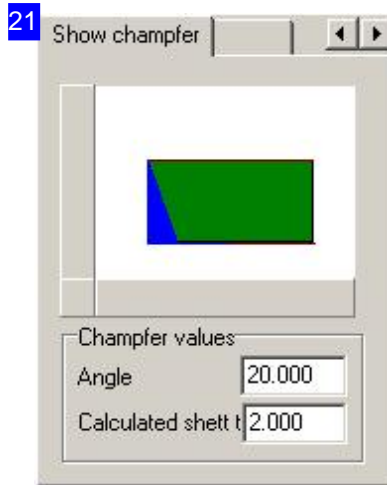 21
Show champfer
Champfer values
Angle 20.000
Calculated shett t 2.000